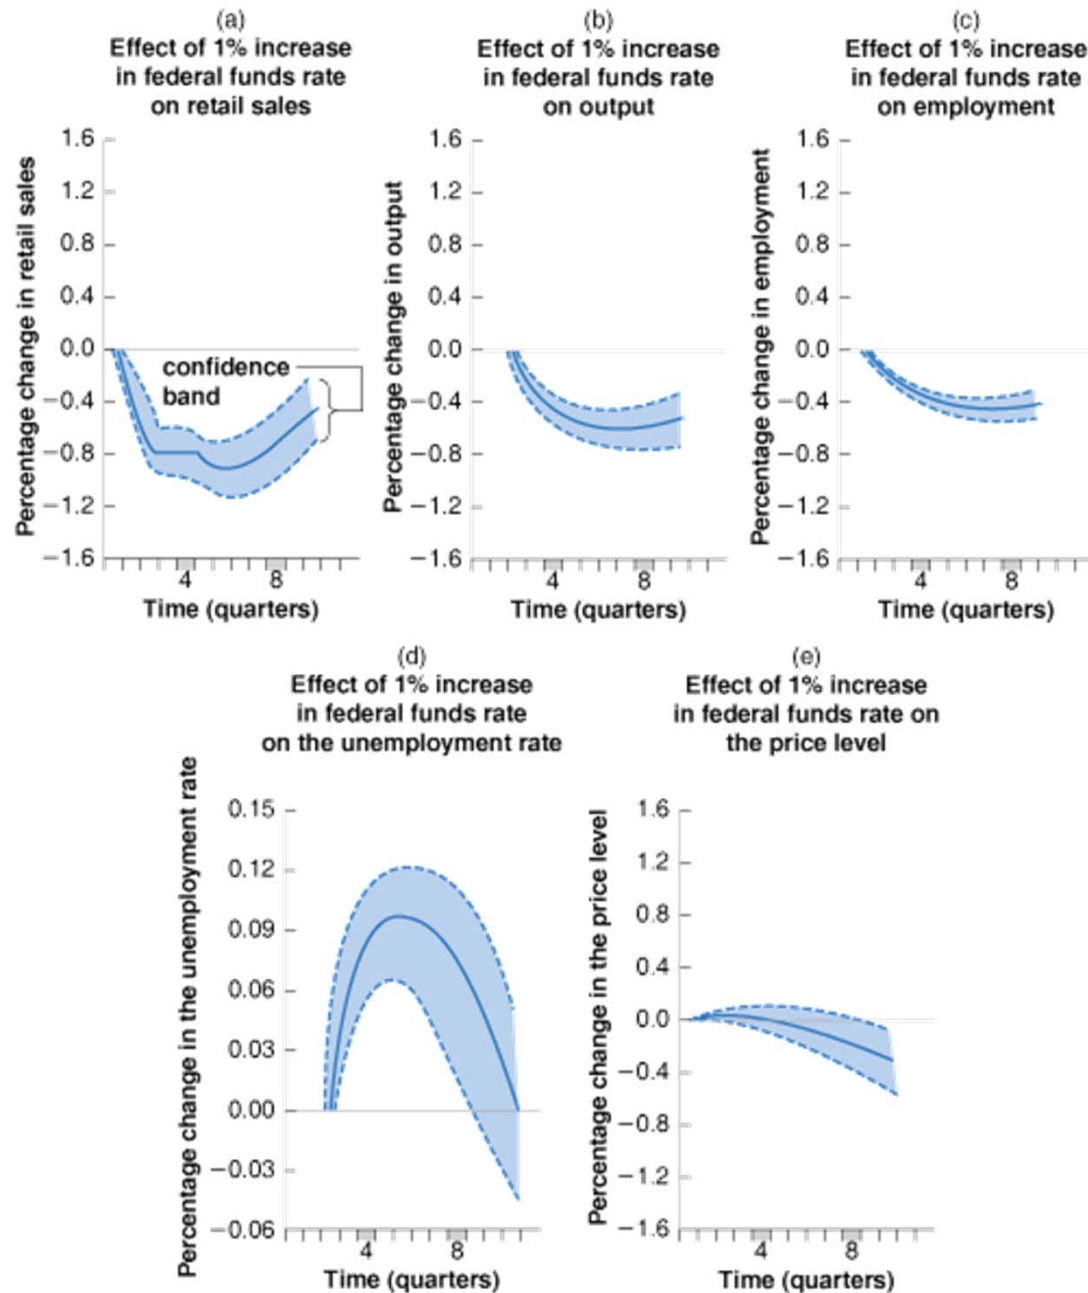 (a)
Effect of 1% increase
in federal funds rate
on retail sales
Percentage change in retail sales
1.6
1.2
0.8
0.4
0.0
−0.4
−0.8
−1.2
−1.6
confidence
band
4
8
Time (quarters)
(b)
Effect of 1% increase
in federal funds rate
on output
Percentage change in output
1.6
1.2
0.8
0.4
0.0
−0.4
−0.8
−1.2
−1.6
4
8
Time (quarters)
(c)
Effect of 1% increase
in federal funds rate
on employment
Percentage change in employment
1.6
1.2
0.8
0.4
0.0
−0.4
−0.8
−1.2
−1.6
4
8
Time (quarters)
(d)
Effect of 1% increase
in federal funds rate
on the unemployment rate
Percentage change in the unemployment rate
0.15
0.12
0.09
0.06
0.03
0.00
−0.03
−0.06
4
8
Time (quarters)
(e)
Effect of 1% increase
in federal funds rate on
the price level
Percentage change in the price level
1.6
1.2
0.8
0.4
0.0
−0.4
−0.8
−1.2
−1.6
4
8
Time (quarters)